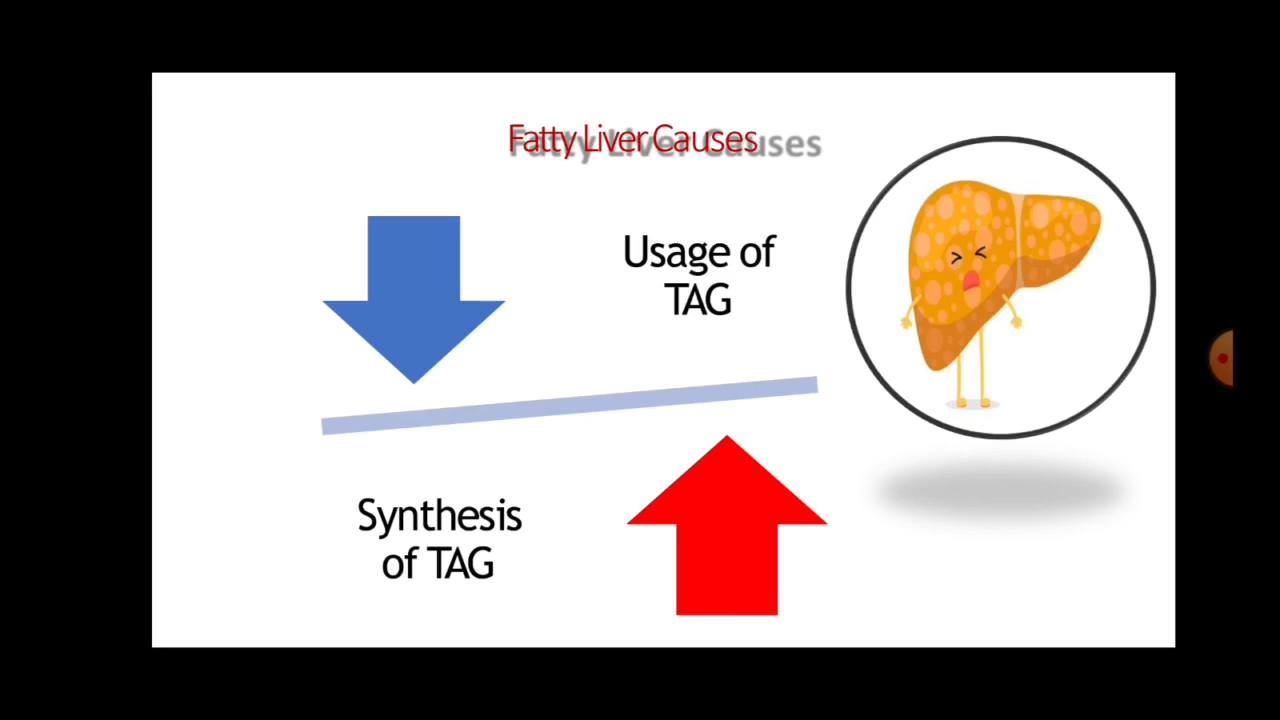 Fatty Liver Causes
Usage of
TAG
Synthesis
of TAG